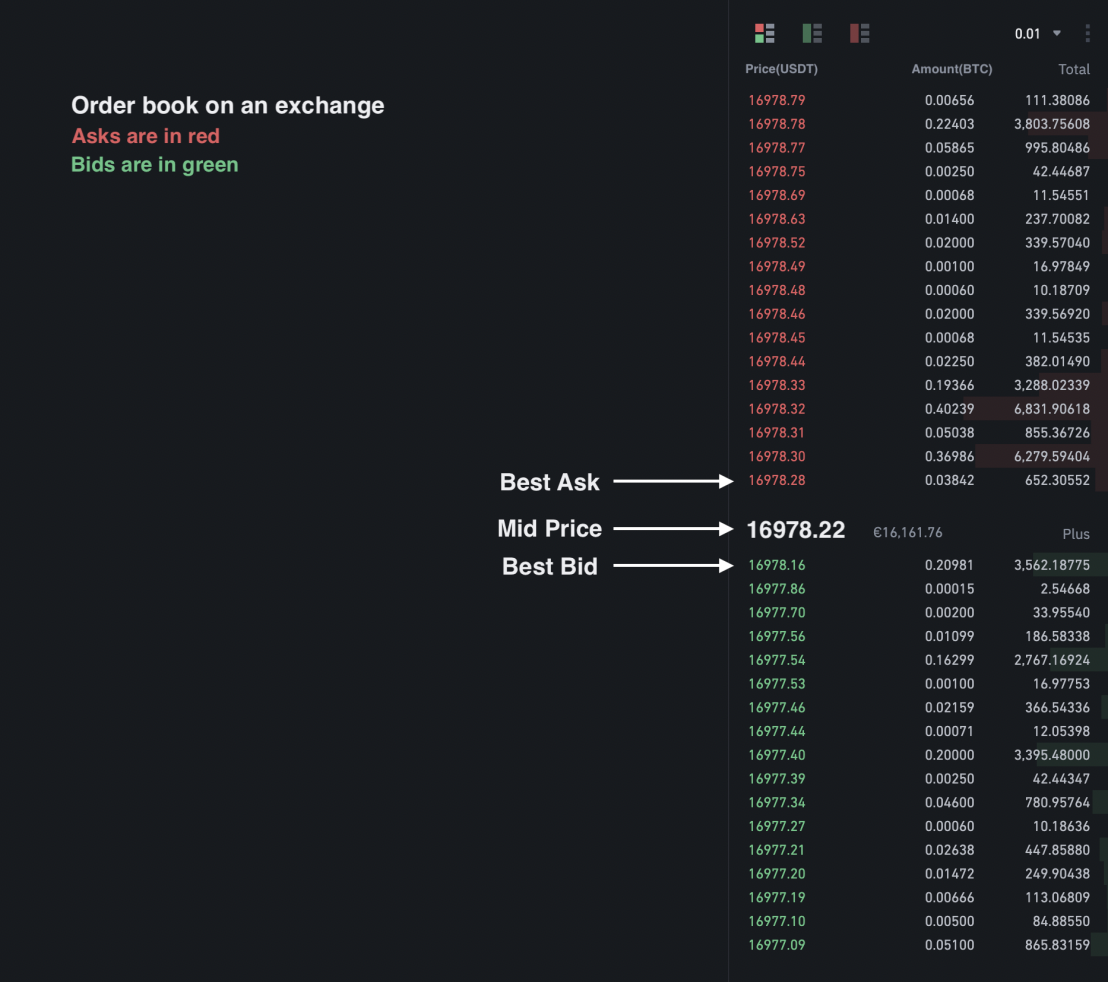 0.01
Price(USDT) Amount(BTC) Total
Order book on an exchange
Asks are in red
Bids are in green
16978.79 0.00656 111.38086
16978.78 0.22403 3,803.75608
16978.77 0.05865 995.80486
16978.75 0.00250 42.44687
16978.69 0.00068 11.54551
16978.63 0.01400 237.70082
16978.52 0.02000 339.57040
16978.49 0.00100 16.97849
16978.48 0.00060 10.18709
16978.46 0.02000 339.56920
16978.45 0.00068 11.54535
16978.44 0.02250 382.01490
16978.33 0.19366 3,288.02339
16978.32 0.40239 6,831.90618
16978.31 0.05038 855.36726
16978.30 0.36986 6,279.59404
Best Ask 16978.28 0.03842 652.30552
Mid Price 16978.22 €16,161.76 Plus
Best Bid 16978.16 0.20981 3,562.18775
16977.86 0.00015 2.54668
16977.70 0.00200 33.95540
16977.56 0.01099 186.58338
16977.54 0.16299 2,767.16924
16977.53 0.00100 16.97753
16977.46 0.02159 366.54336
16977.44 0.00071 12.05398
16977.40 0.20000 3,395.48000
16977.39 0.00250 42.44347
16977.34 0.04600 780.95764
16977.27 0.00060 10.18636
16977.21 0.02638 447.85880
16977.20 0.01472 249.90438
16977.19 0.00666 113.06809
16977.10 0.00500 84.88550
16977.09 0.05100 865.83159